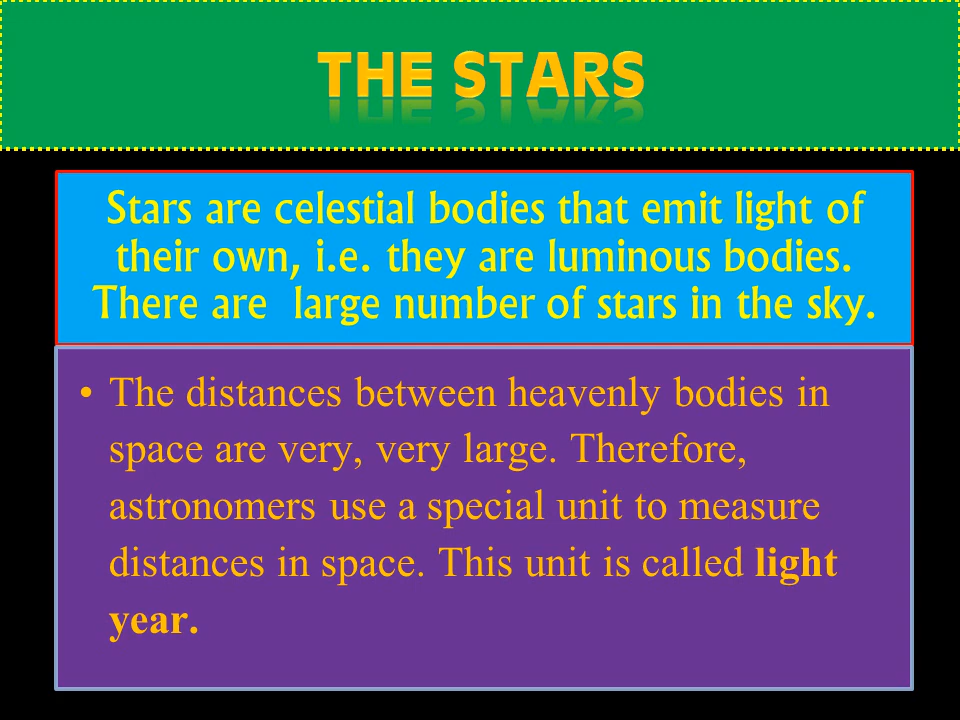 THE STARS
Stars are celestial bodies that emit light of
their own, i.e. they are luminous bodies.
There are  large number of stars in the sky.
• The distances between heavenly bodies in
space are very, very large. Therefore,
astronomers use a special unit to measure
distances in space. This unit is called light
year.